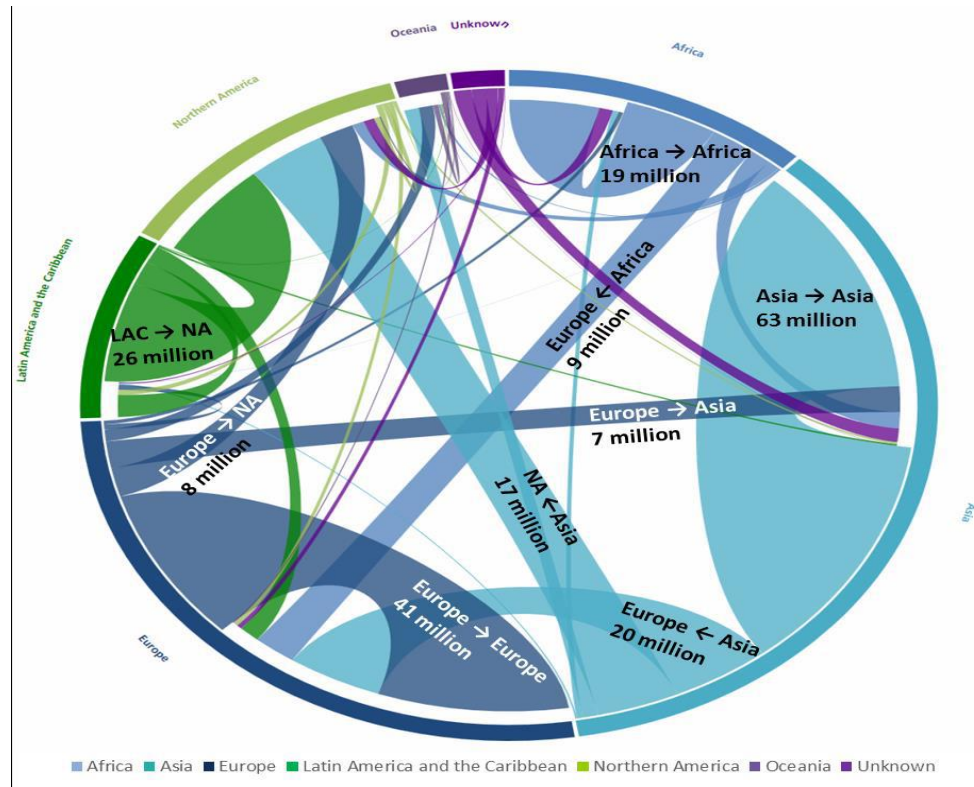 Oceania
Unknown
Africa
Northern America
Latin America and the Caribbean
Africa → Africa
19 million
Europe ← Africa
9 million
Asia → Asia
63 million
LAC → NA
26 million
Europe → NA
8 million
Europe → Asia
7 million
NA ← Asia
17 million
Asia
Europe → Europe
41 million
Europe ← Asia
20 million
Europe
Africa Asia Europe Latin America and the Caribbean Northern America Oceania Unknown